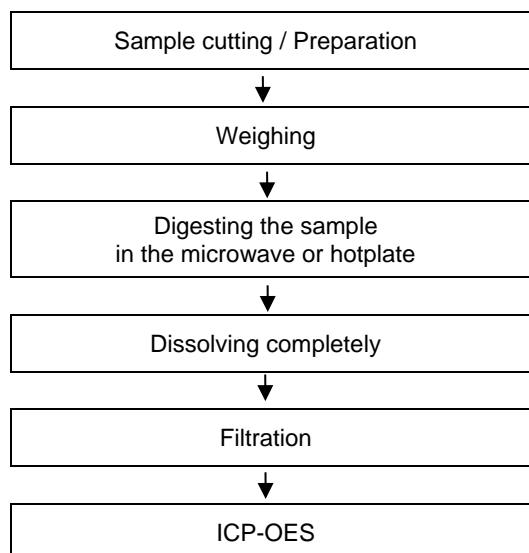 Sample cutting / Preparation
Weighing
Digesting the sample
in the microwave or hotplate
Dissolving completely
Filtration
ICP-OES